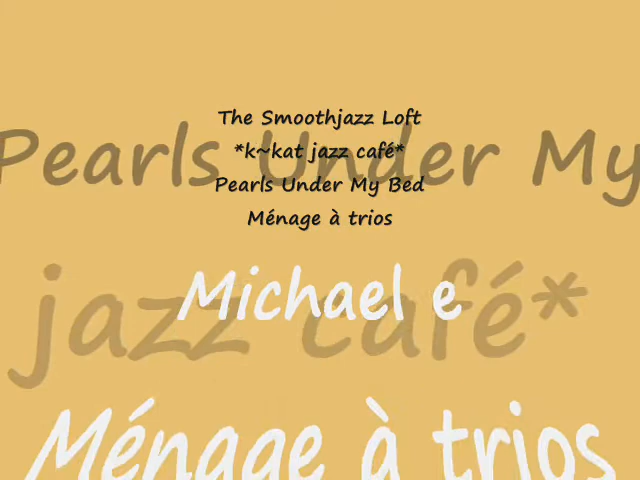 The Smoothjazz Loft
*k~kat jazz café*
Pearls Under My Bed
Ménage à trios
Pearls Under My
jazz café*
Michael e
Ménage à trios